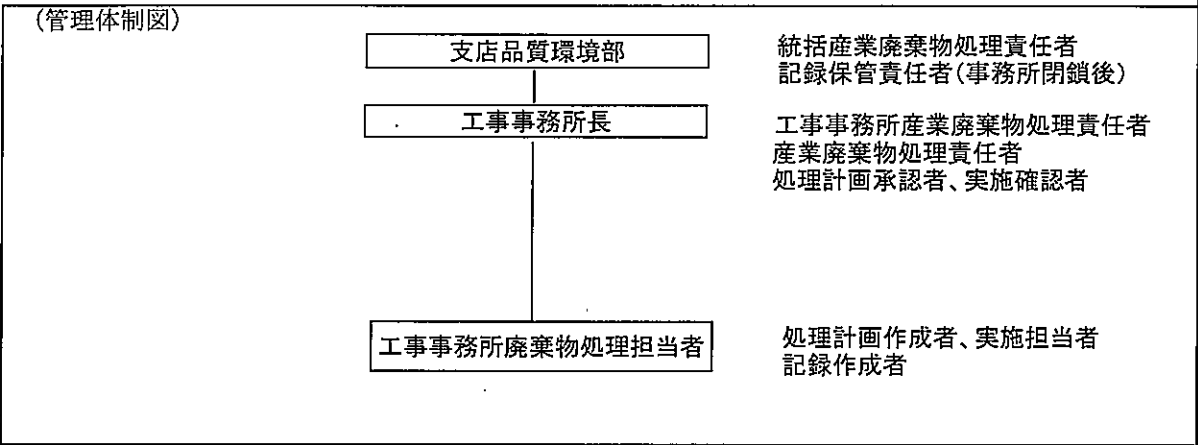 (管理体制図)
支店品質環境部
統括産業廃棄物処理責任者
記録保管責任者(事務所閉鎖後)
工事事務所長
工事事務所産業廃棄物処理責任者
産業廃棄物処理責任者
処理計画承認者、実施確認者
工事事務所廃棄物処理担当者
処理計画作成者、実施担当者
記録作成者